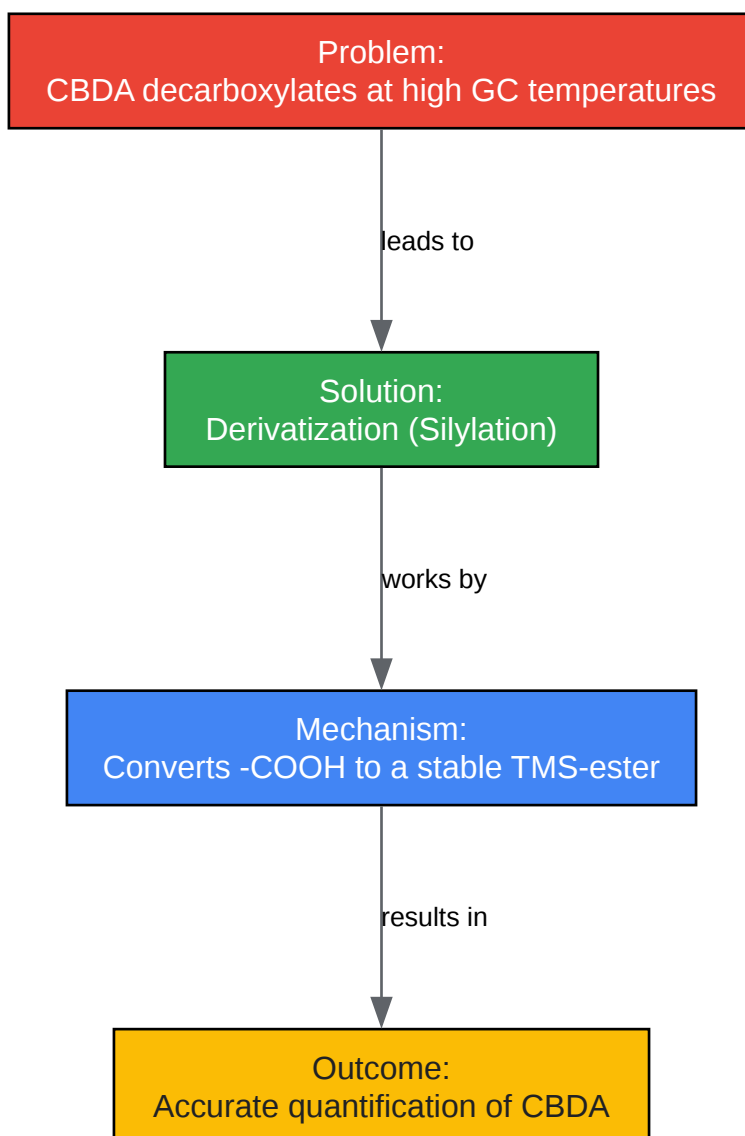 Problem:
CBDA decarboxylates at high GC temperatures
leads to
Solution:
Derivatization (Silylation)
works by
Mechanism:
Converts -COOH to a stable TMS-ester
results in
Outcome:
Accurate quantification of CBDA